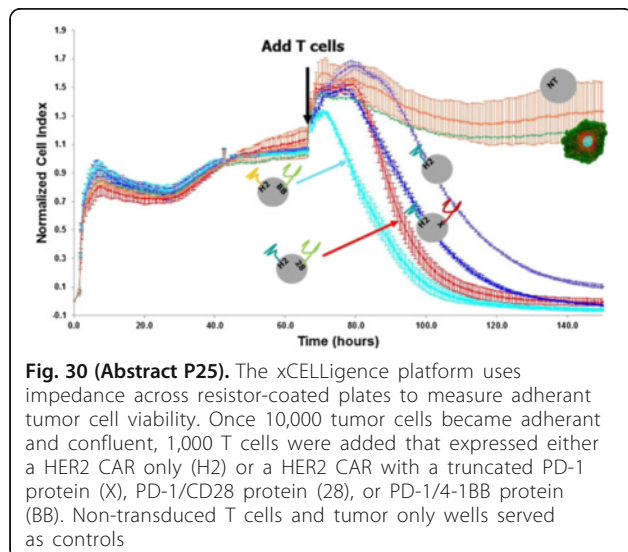 Add T cells
Normalized Cell Index
1.9
1.7
1.5
1.3
1.1
0.9
0.7
0.5
0.3
0.1
-0.1
NT
H2 BB
H2
H2 X
H2 28
0.0 20.0 40.0 60.0 80.0 100.0 120.0 140.0
Time (hours)
Fig. 30 (Abstract P25). The xCELLigence platform uses
impedance across resistor-coated plates to measure adherant
tumor cell viability. Once 10,000 tumor cells became adherant
and confluent, 1,000 T cells were added that expressed either
a HER2 CAR only (H2) or a HER2 CAR with a truncated PD-1
protein (X), PD-1/CD28 protein (28), or PD-1/4-1BB protein
(BB). Non-transduced T cells and tumor only wells served
as controls